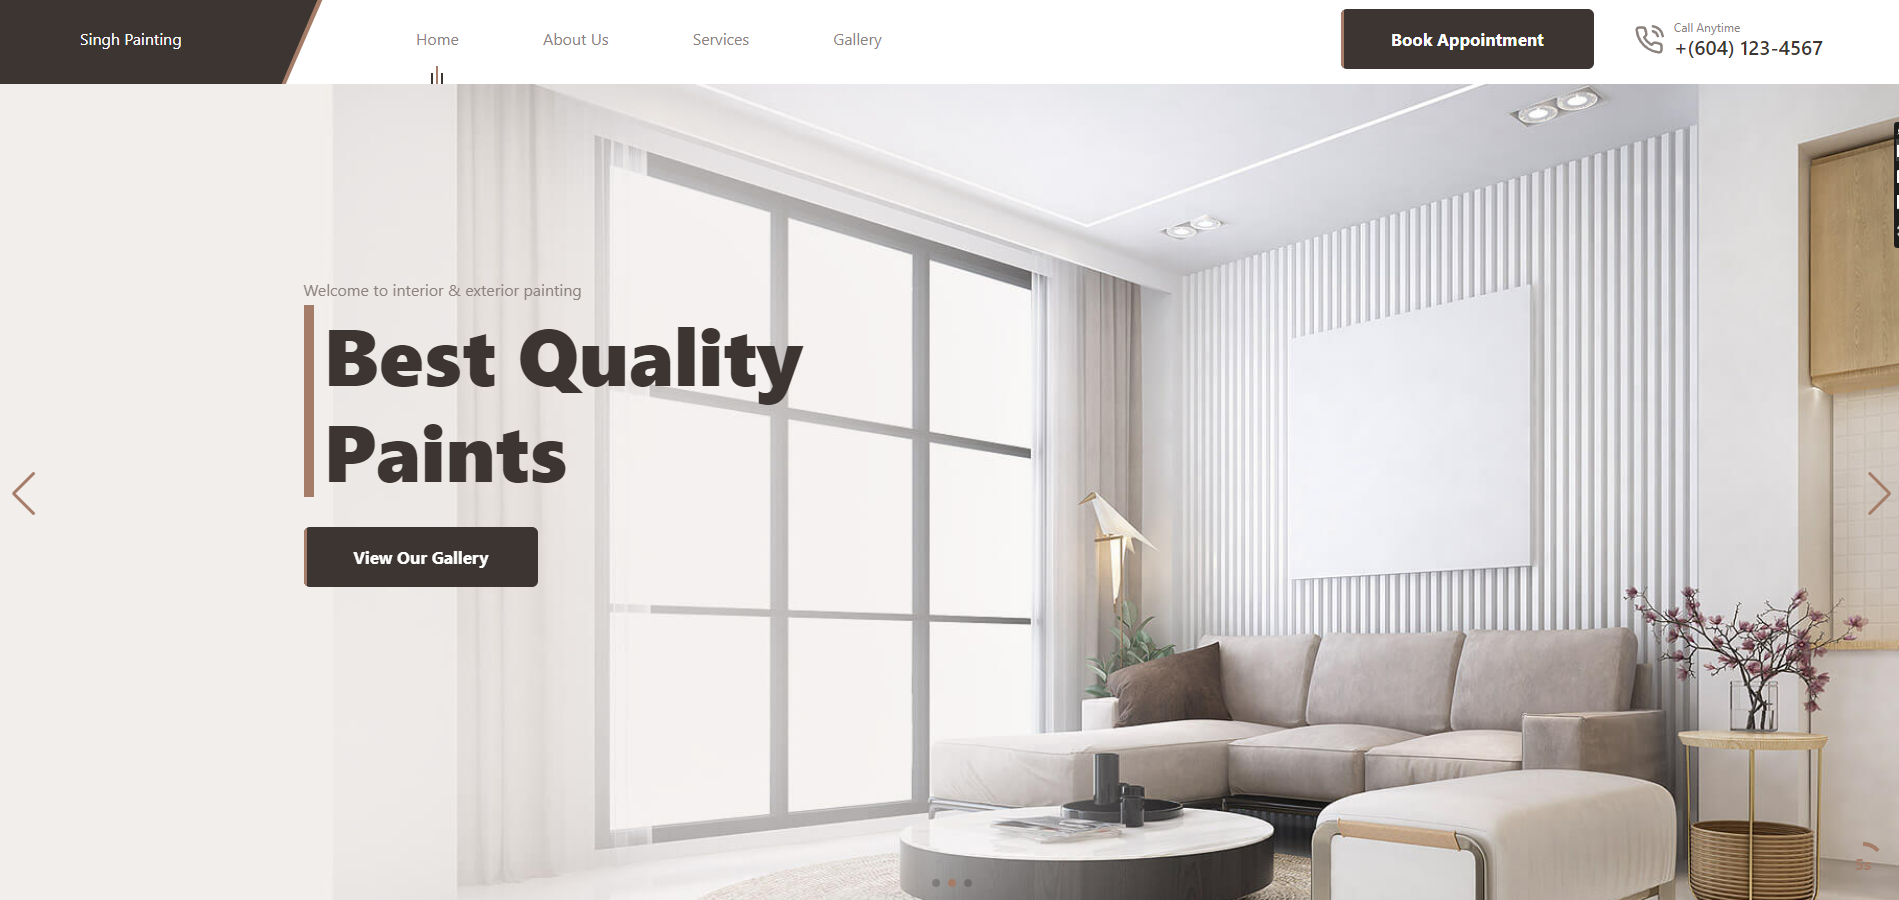 Singh Painting
Home
About Us
Services
Gallery
Book Appointment
Call Anytime
+(604) 123-4567
Welcome to interior & exterior painting
Best Quality
Paints
View Our Gallery
5s